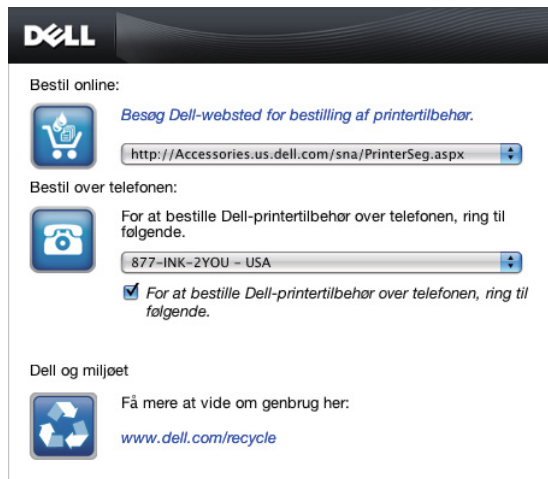 DELL
Bestil online:
Besøg Dell-websted for bestilling af printertilbehør.
http://Accessories.us.dell.com/sna/PrinterSeg.aspx
Bestil over telefonen:
For at bestille Dell-printertilbehør over telefonen, ring til
følgende.
877-INK-2YOU - USA
For at bestille Dell-printertilbehør over telefonen, ring til
følgende.
Dell og miljøet
Få mere at vide om genbrug her:
www.dell.com/recycle